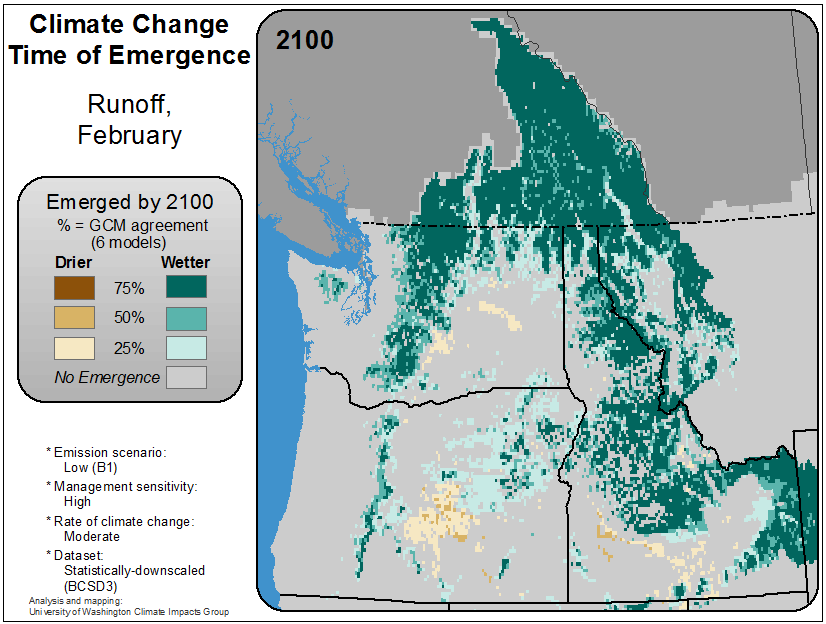 Climate Change
Time of Emergence
Runoff,
February
Emerged by 2100
% = GCM agreement
(6 models)
Drier Wetter
75%
50%
25%
No Emergence
* Emission scenario:
Low (B1)
* Management sensitivity:
High
* Rate of climate change:
Moderate
* Dataset:
Statistically-downscaled
(BCSD3)
Analysis and mapping:
University of Washington Climate Impacts Group
2100